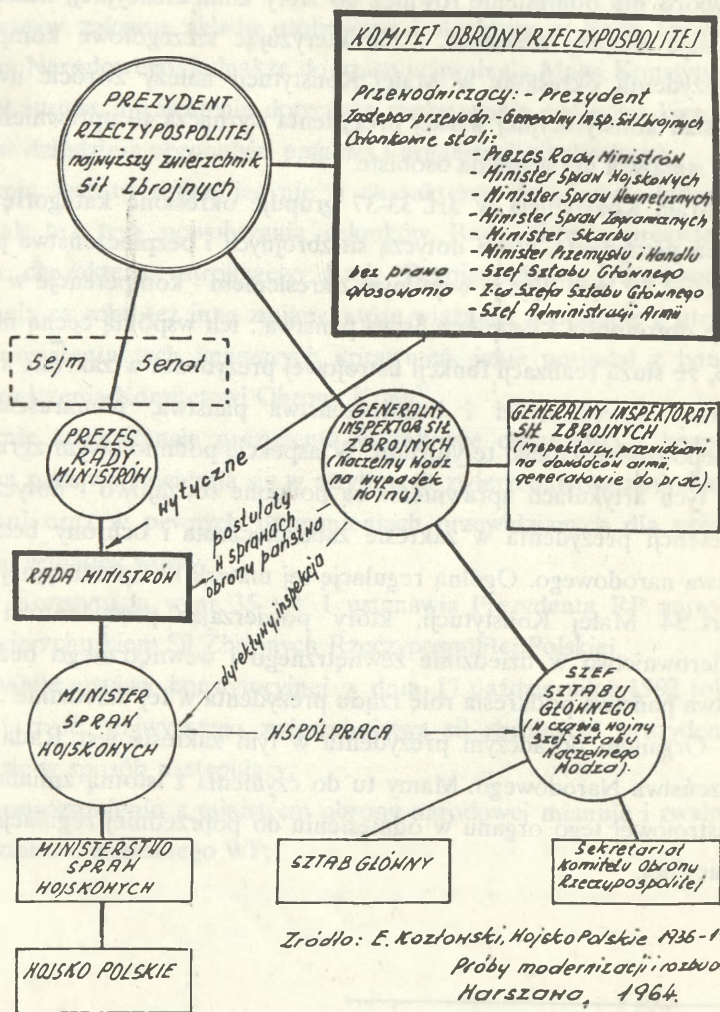 KOMITET OBRONY RZECZYPOSPOLITEJ
Przewodniczący: - Prezydent
Zastępca przewodn. - Generalny Insp. Sił Zbrojnych
Członkowie stali:
- Prezes Rady Ministrów
- Minister Spraw Wojskowych
- Minister Spraw Wewnętrznych
- Minister Spraw Zagranicznych
- Minister Skarbu
- Minister Przemysłu i Handlu
bez prawa głosowania
- Szef Sztabu Głównego
- Z-ca Szefa Sztabu Głównego
- Szef Administracji Armii
PREZYDENT
RZECZYPOSPOLITEJ
najwyższy zwierzchnik
Sił Zbrojnych
Sejm Senat
PREZES
RADY
MINISTRÓW
GENERALNY
INSPEKTOR SIŁ
ZBROJNYCH
(Naczelny Wódz
na wypadek
wojny).
GENERALNY INSPEKTORAT
SIŁ ZBROJNYCH
(inspektorzy, przewidziani
na dowódców armii,
generałowie do prac).
wytyczne
postulaty
w sprawach
obrony państwa
dyrektywy, inspekcja
RADA MINISTRÓW
MINISTER
SPRAW
WOJSKOWYCH
WSPÓŁPRACA
SZEF
SZTABU
GŁÓWNEGO
(w czasie wojny
Szef Sztabu
Naczelnego
Wodza).
MINISTERSTWO
SPRAW
WOJSKOWYCH
SZTAB GŁÓWNY
Sekretariat
Komitetu Obrony
Rzeczypospolitej
WOJSKO POLSKIE
Źródło: E. Kozłowski, Wojsko Polskie 1936-1
Próby modernizacji i rozbud
Warszawa, 1964.